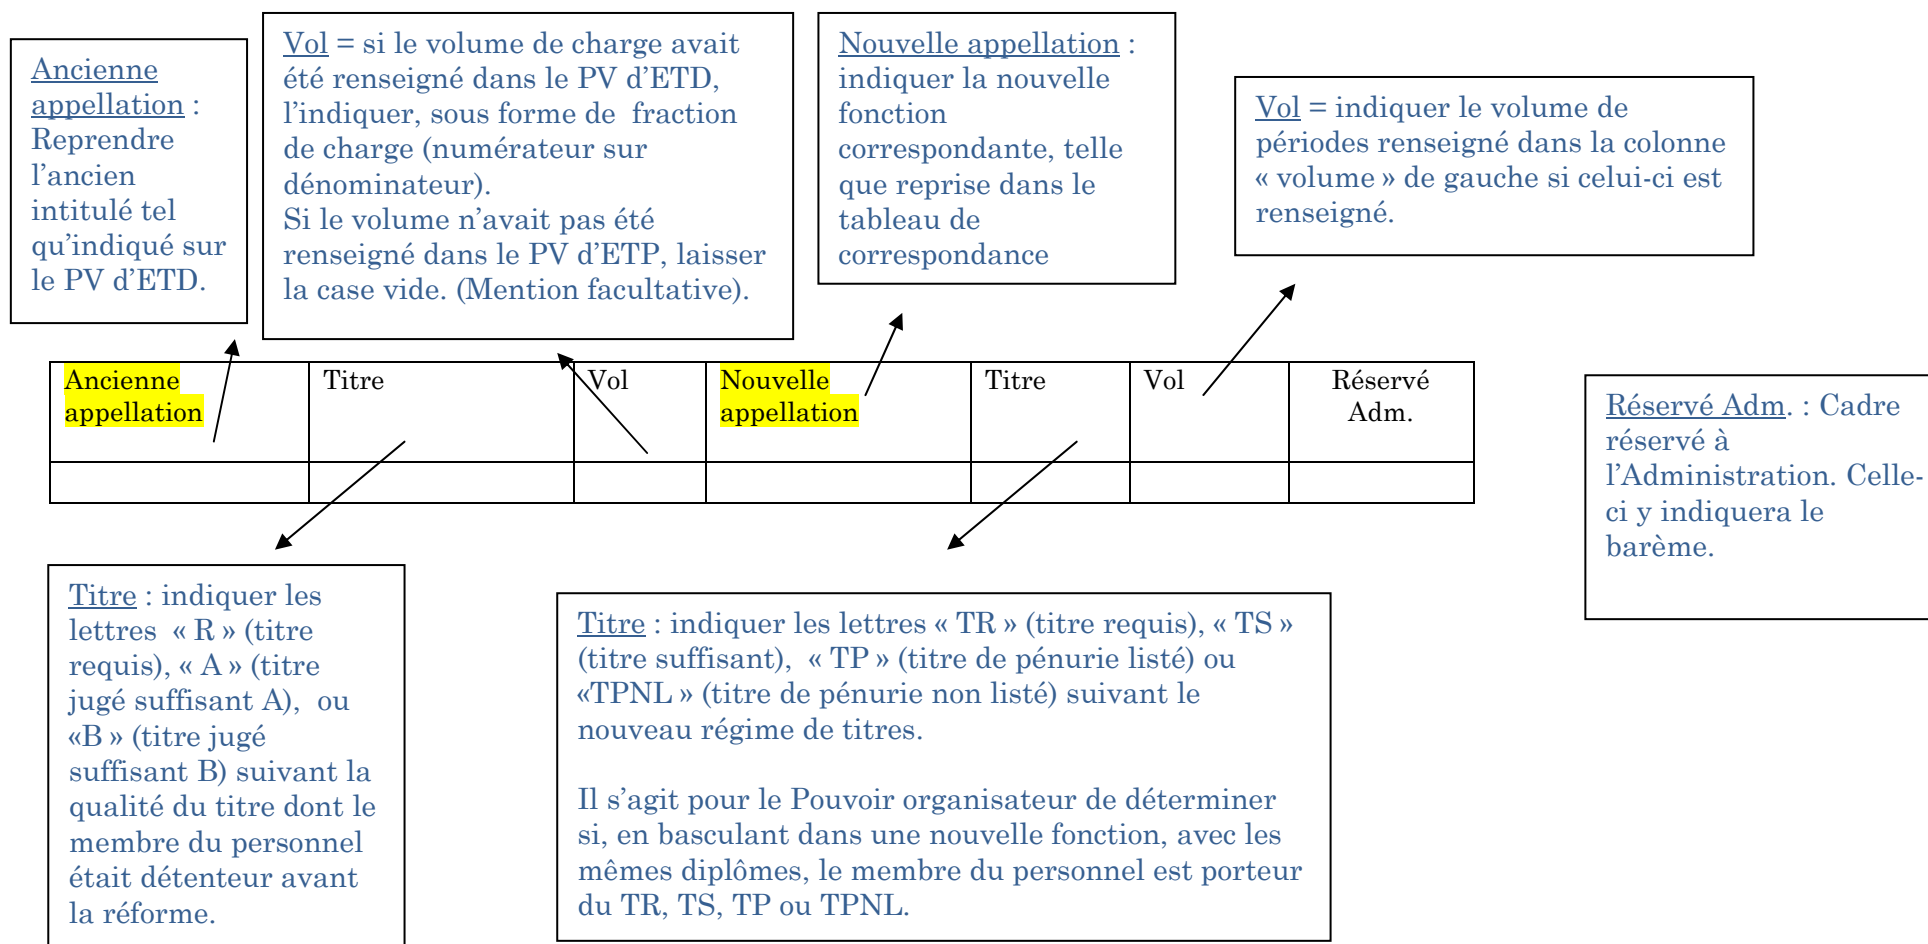 Ancienne
appellation :
Reprendre
l’ancien
intitulé tel
qu’indiqué sur
le PV d’ETD.
Vol = si le volume de charge avait
été renseigné dans le PV d’ETD,
l’indiquer, sous forme de  fraction
de charge (numérateur sur
dénominateur).
Si le volume n’avait pas été
renseigné dans le PV d’ETP, laisser
la case vide. (Mention facultative).
Nouvelle appellation :
indiquer la nouvelle
fonction
correspondante, telle
que reprise dans le
tableau de
correspondance
Vol = indiquer le volume de
périodes renseigné dans la colonne
« volume » de gauche si celui-ci est
renseigné.
Ancienne
appellation
Titre
Vol
Nouvelle
appellation
Titre
Vol
Réservé
Adm.
Réservé Adm. : Cadre
réservé à
l’Administration. Celle-
ci y indiquera le
barème.
Titre : indiquer les
lettres  « R » (titre
requis), « A » (titre
jugé suffisant A),  ou
«B » (titre jugé
suffisant B) suivant la
qualité du titre dont le
membre du personnel
était détenteur avant
la réforme.
Titre : indiquer les lettres « TR » (titre requis), « TS »
(titre suffisant),  « TP » (titre de pénurie listé) ou
«TPNL » (titre de pénurie non listé) suivant le
nouveau régime de titres.
Il s’agit pour le Pouvoir organisateur de déterminer
si, en basculant dans une nouvelle fonction, avec les
mêmes diplômes, le membre du personnel est porteur
du TR, TS, TP ou TPNL.